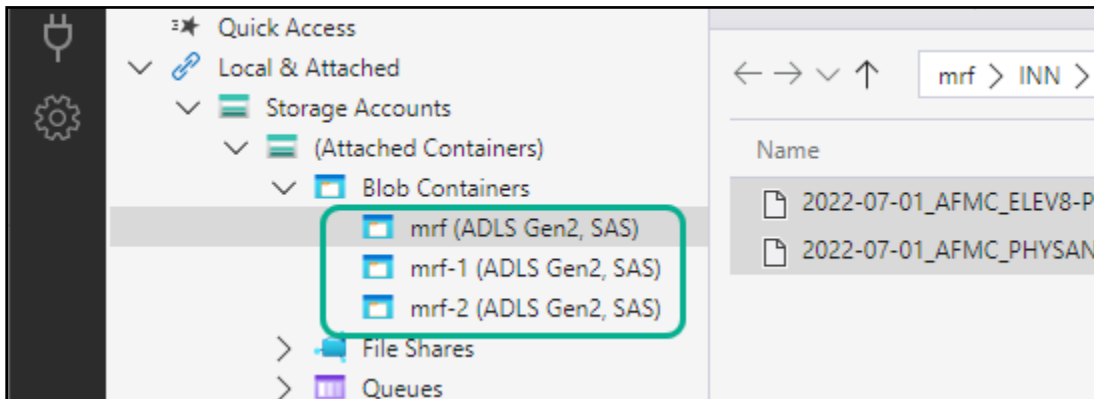 Quick Access
Local & Attached
Storage Accounts
(Attached Containers)
Blob Containers
mrf (ADLS Gen2, SAS)
mrf-1 (ADLS Gen2, SAS)
mrf-2 (ADLS Gen2, SAS)
File Shares
Queues
mrf > INN >
Name
2022-07-01_AFMC_ELEV8-P
2022-07-01_AFMC_PHYSAN